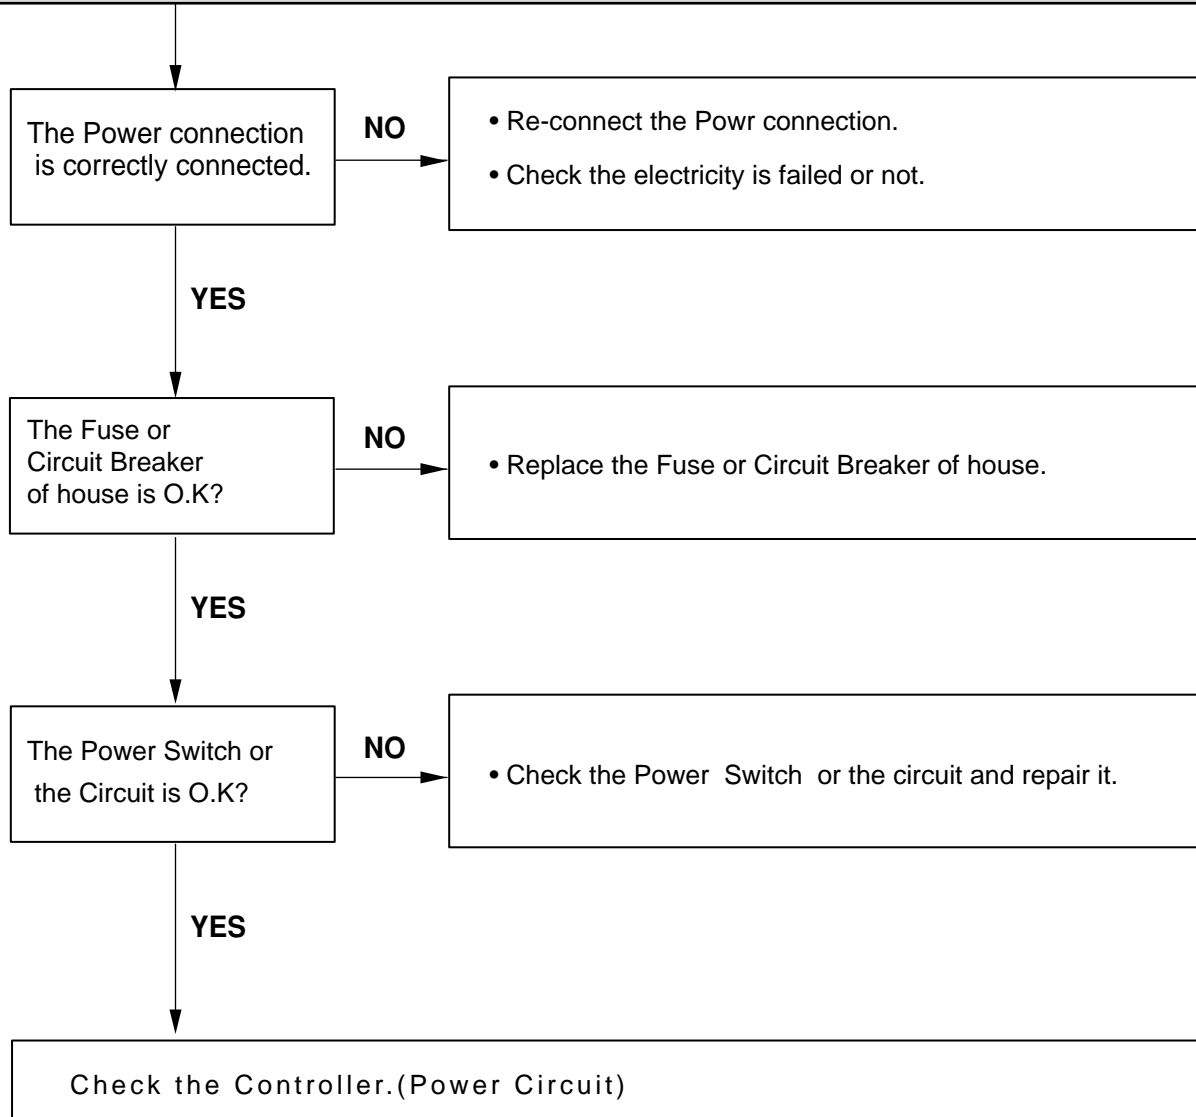 The Power connection
is correctly connected.
NO
• Re-connect the Powr connection.
• Check the electricity is failed or not.
YES
The Fuse or
Circuit Breaker
of house is O.K?
NO
• Replace the Fuse or Circuit Breaker of house.
YES
The Power Switch or
the Circuit is O.K?
NO
• Check the Power Switch or the circuit and repair it.
YES
Check the Controller.(Power Circuit)